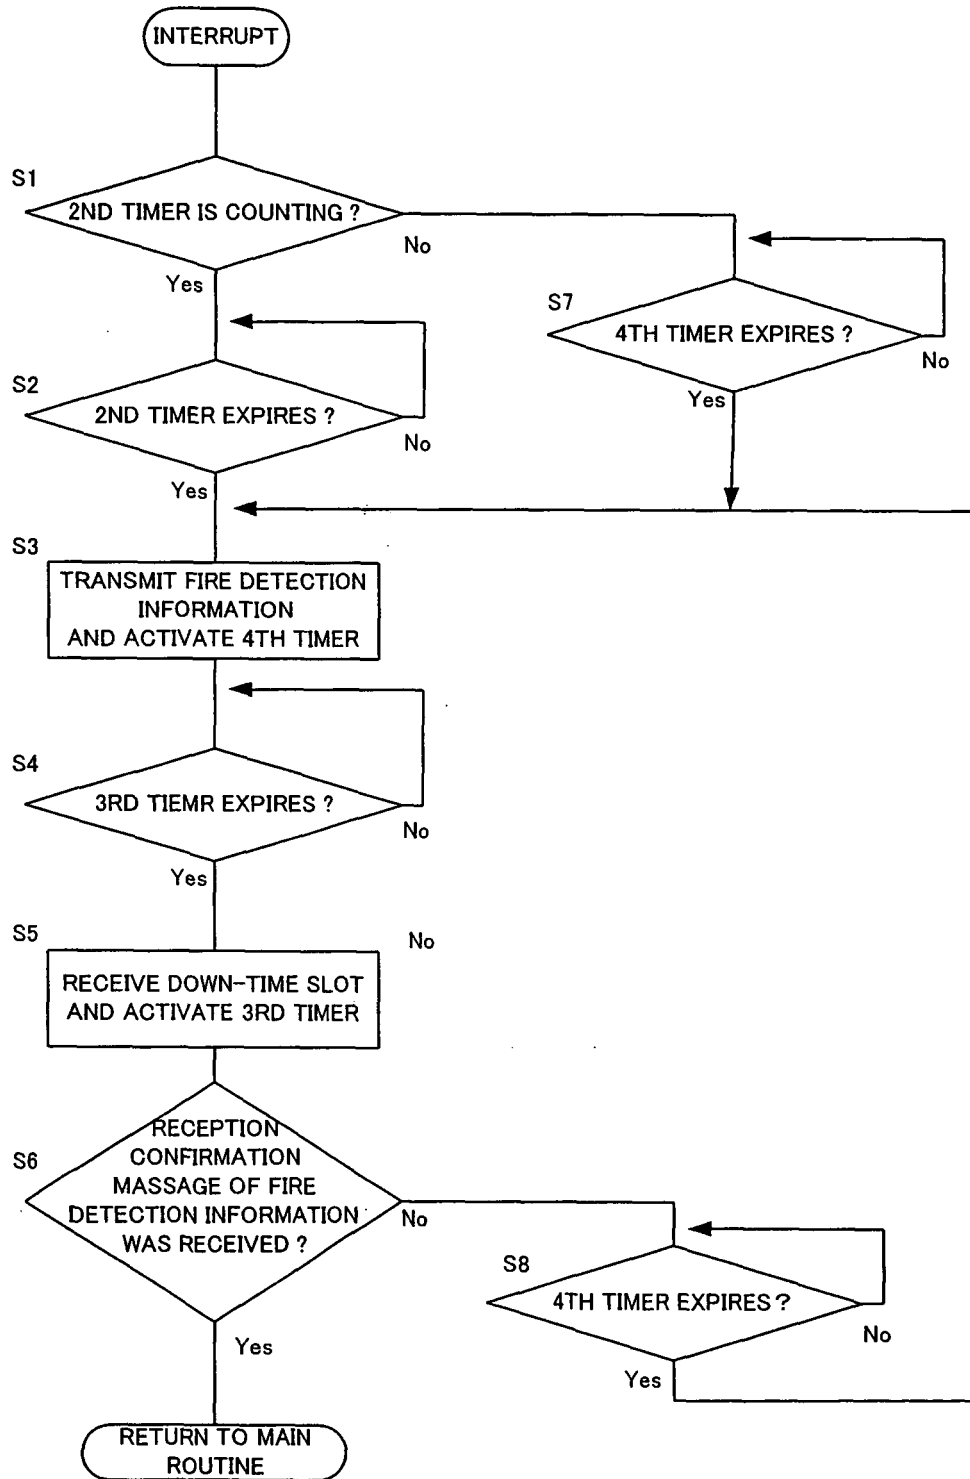 INTERRUPT
S1
2ND TIMER IS COUNTING ?
No
Yes
S7
4TH TIMER EXPIRES ?
No
Yes
S2
2ND TIMER EXPIRES ?
No
Yes
S3
TRANSMIT FIRE DETECTION
INFORMATION
AND ACTIVATE 4TH TIMER
S4
3RD TIEMR EXPIRES ?
No
Yes
S5
No
RECEIVE DOWN-TIME SLOT
AND ACTIVATE 3RD TIMER
S6
RECEPTION
CONFIRMATION
MASSAGE OF FIRE
DETECTION INFORMATION
WAS RECEIVED ?
No
Yes
S8
4TH TIMER EXPIRES ?
No
Yes
RETURN TO MAIN
ROUTINE